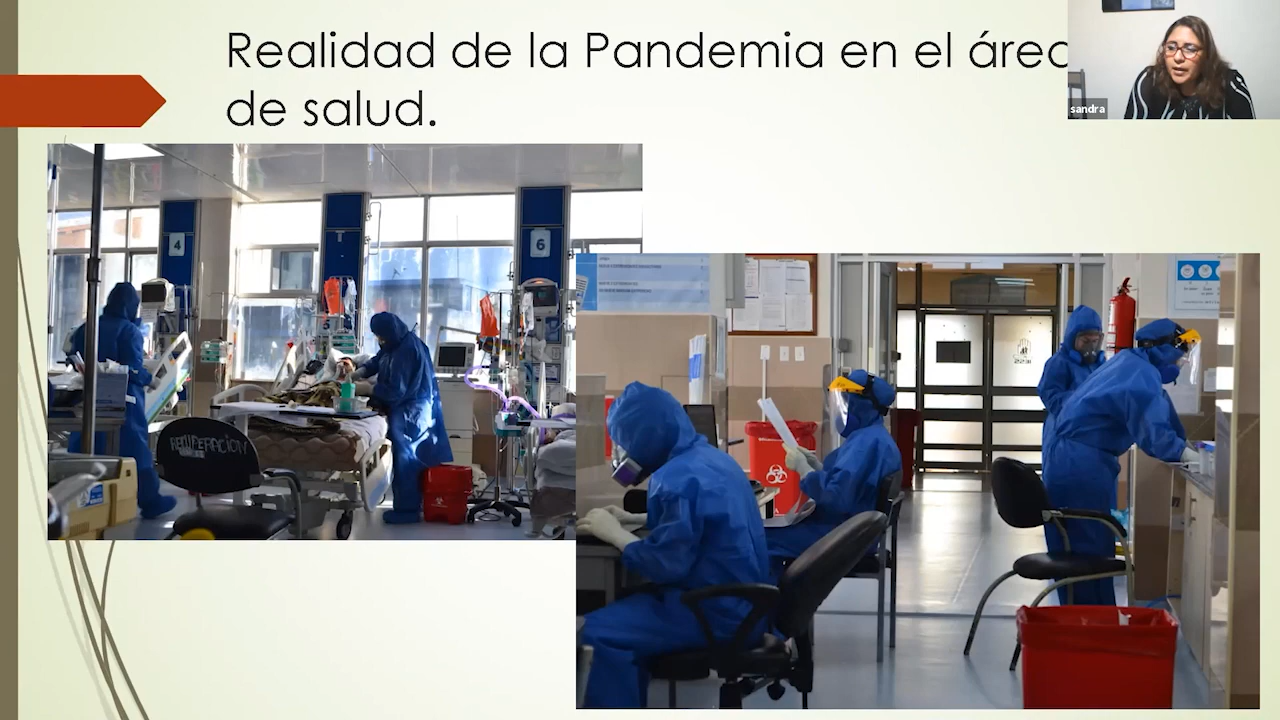 Realidad de la Pandemia en el área
de salud.
sandra
4
6
RECUPERACION